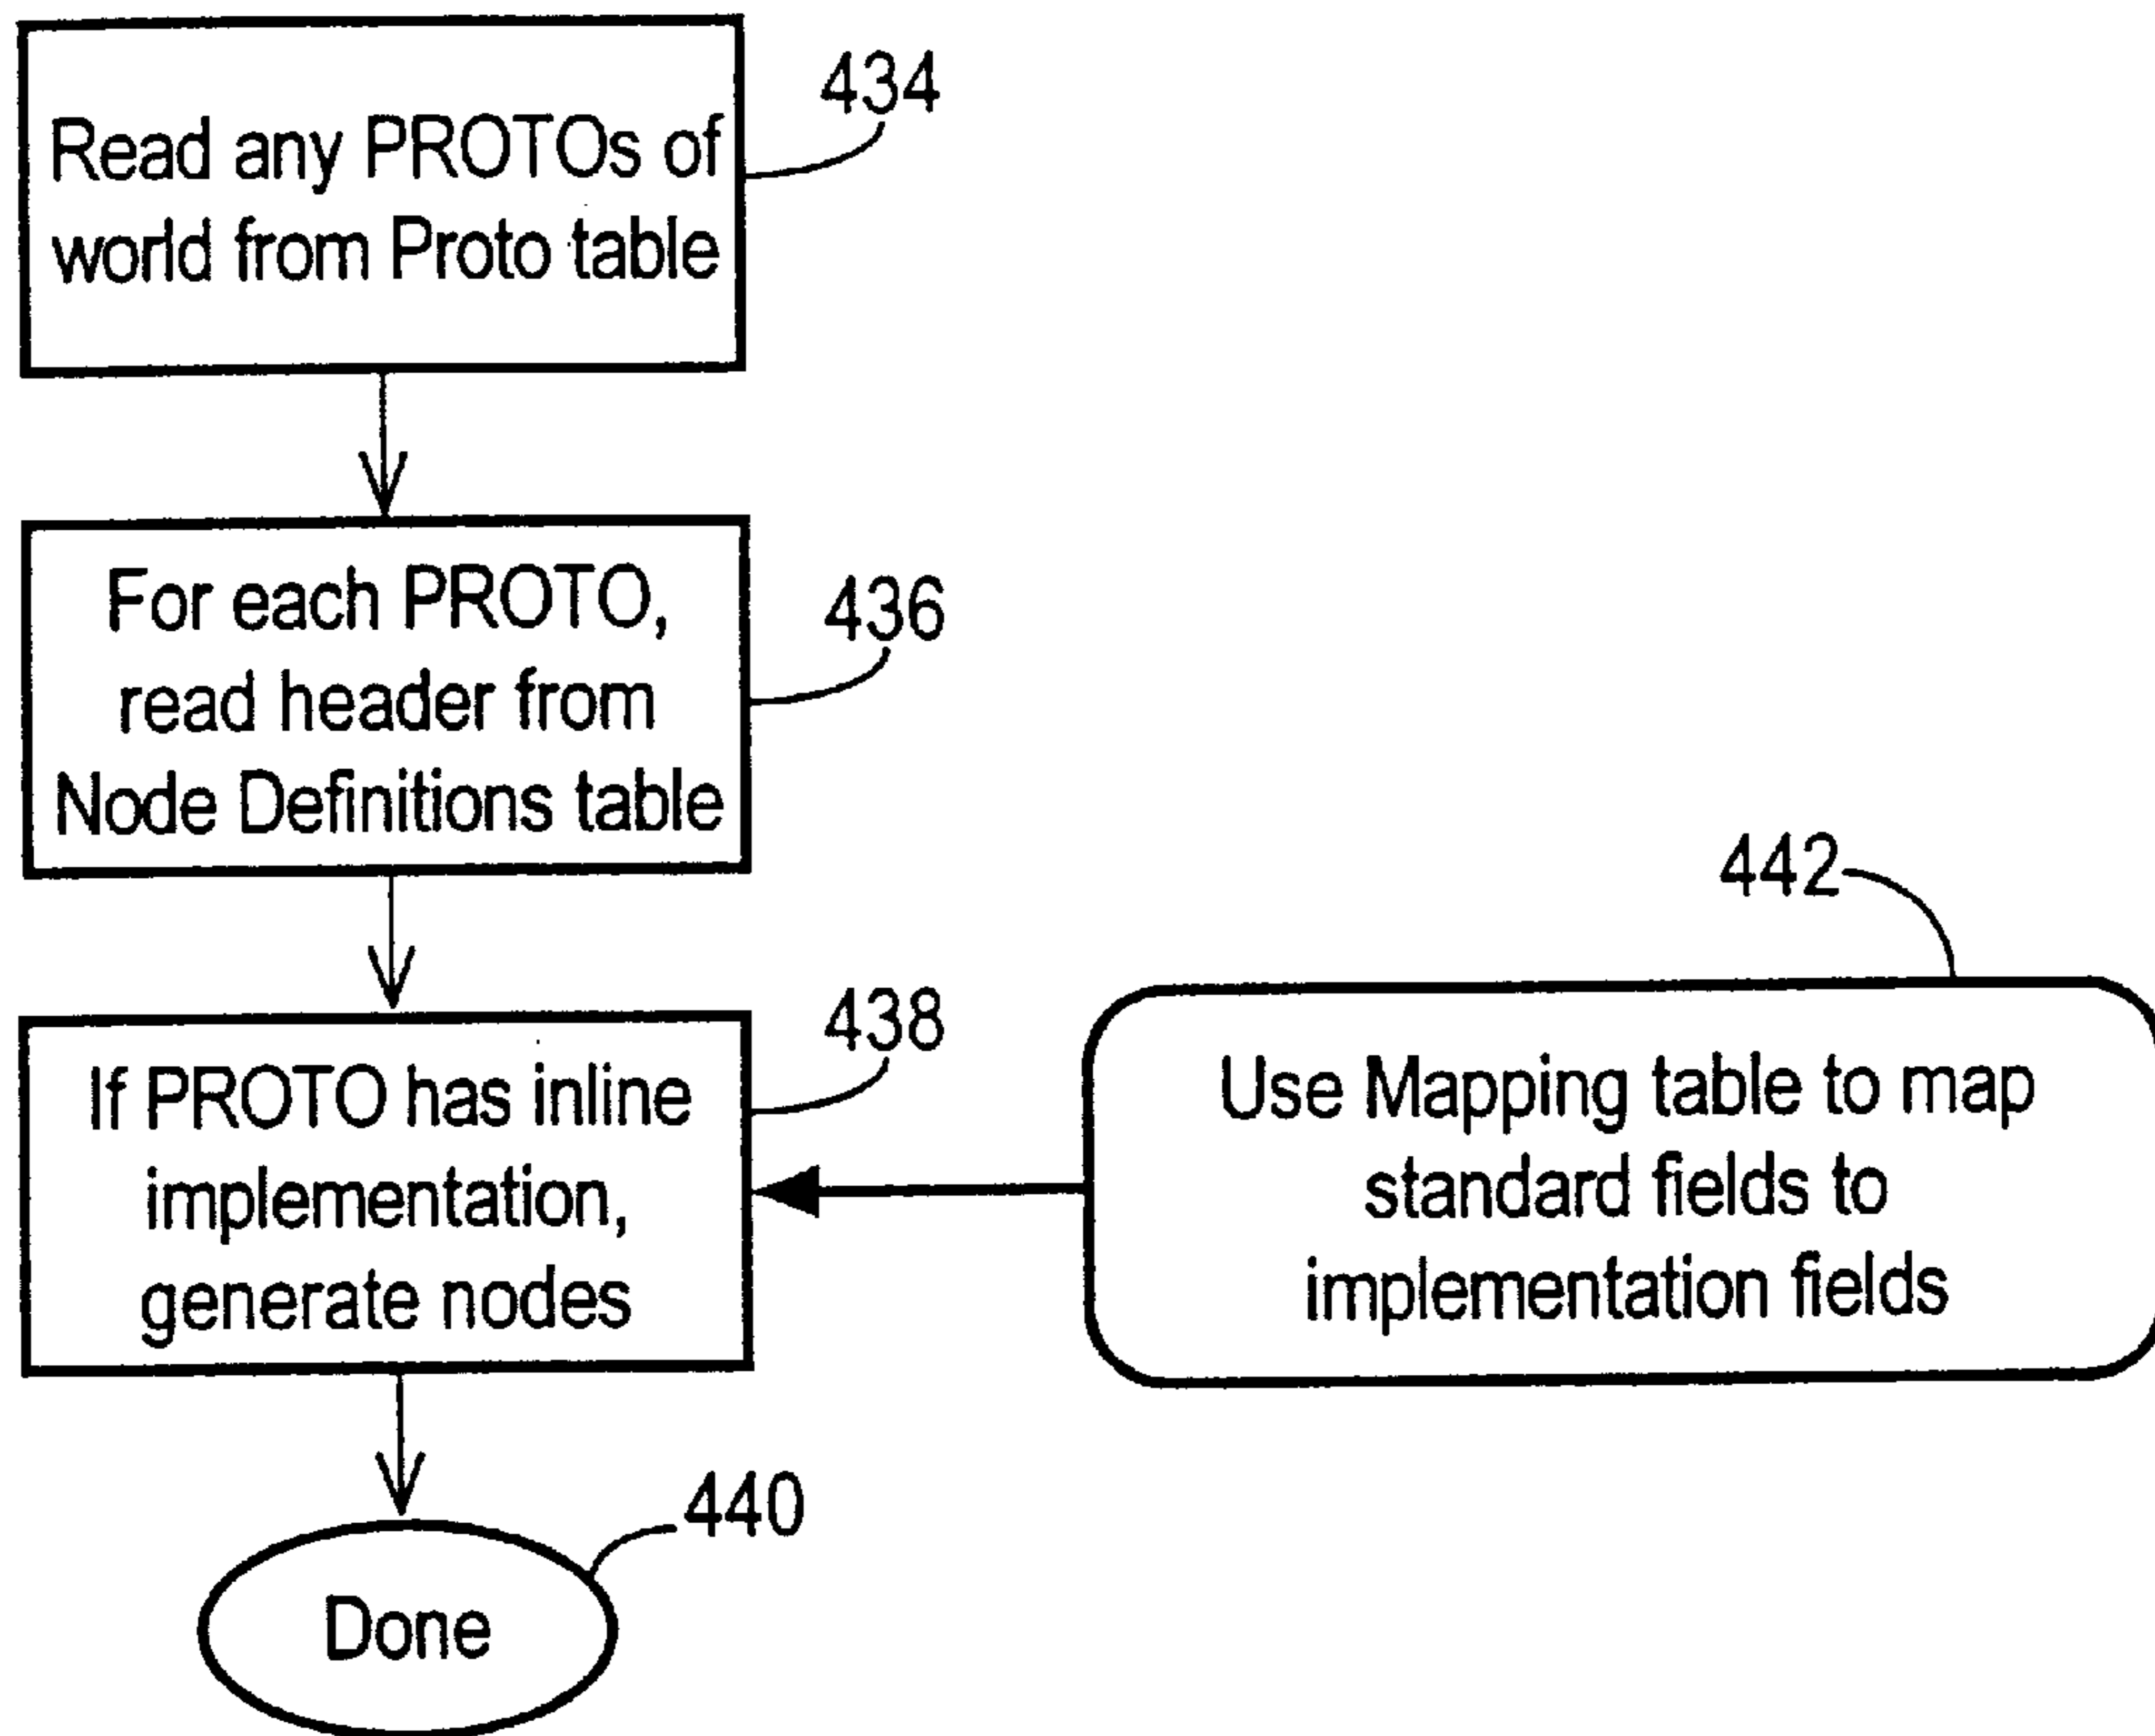 434
Read any PROTOs of
world from Proto table
436
For each PROTO,
read header from
Node Definitions table
442
438
If PROTO has inline
implementation,
generate nodes
Use Mapping table to map
standard fields to
implementation fields
440
Done